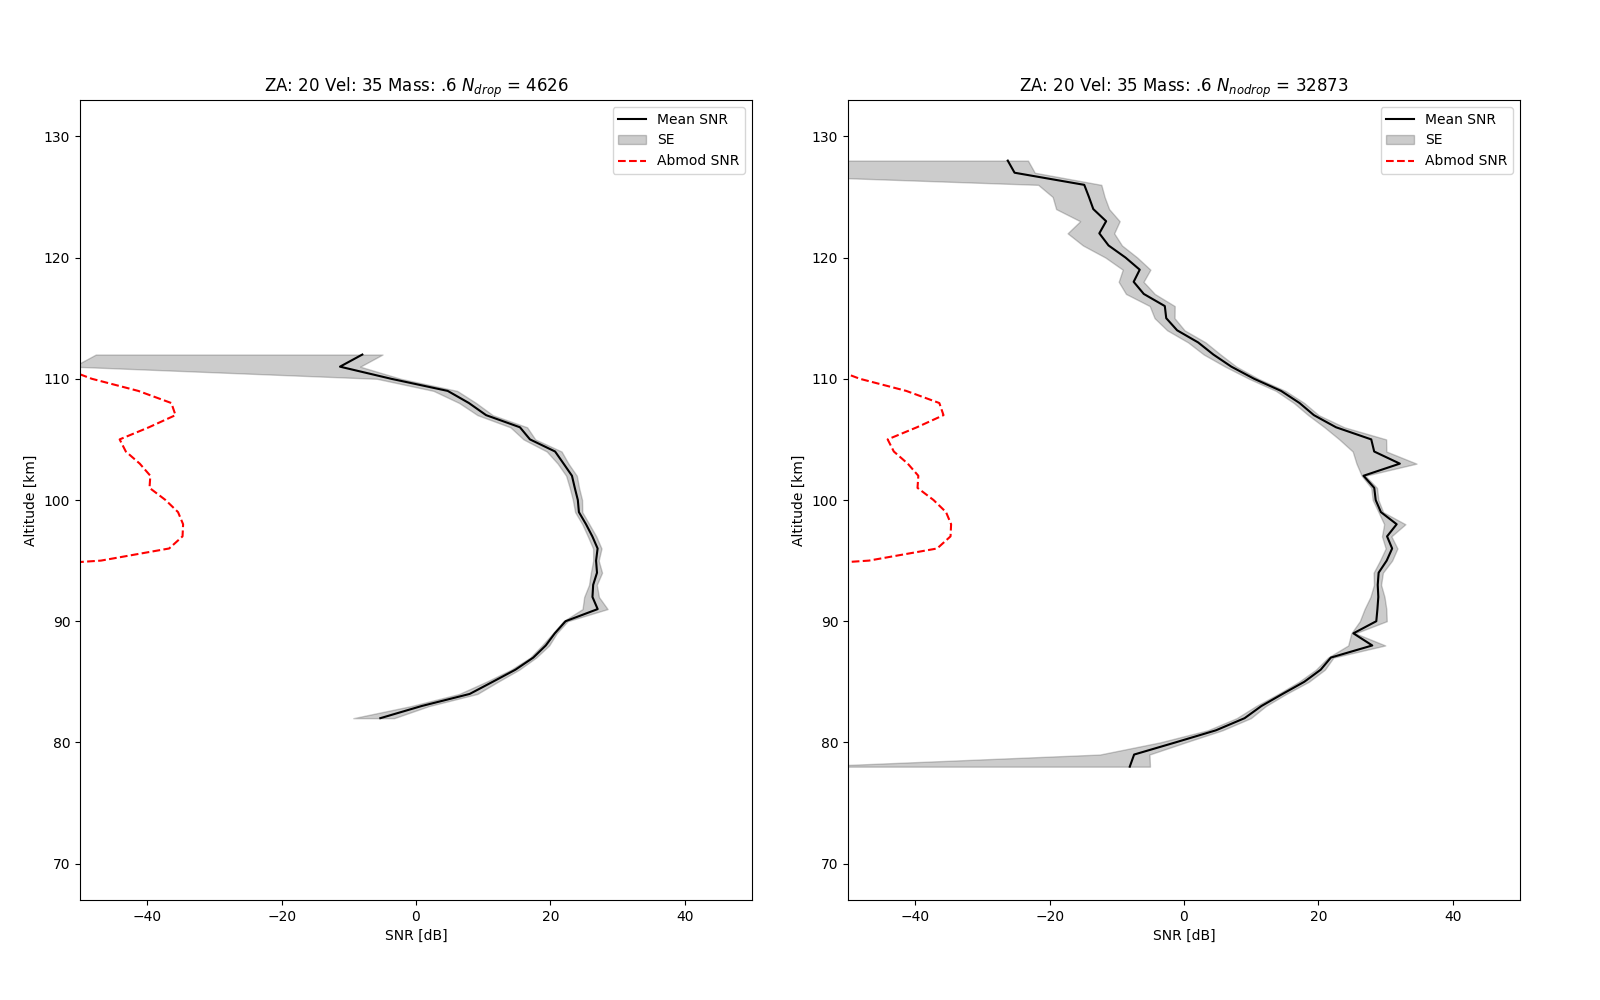 ZA: 20 Vel: 35 Mass: .6 N_drop = 4626
Mean SNR
SE
Abmod SNR
130
120
110
100
90
80
70
Altitude [km]
−40 −20 0 20 40
SNR [dB]
ZA: 20 Vel: 35 Mass: .6 N_nodrop = 32873
Mean SNR
SE
Abmod SNR
130
120
110
100
90
80
70
Altitude [km]
−40 −20 0 20 40
SNR [dB]